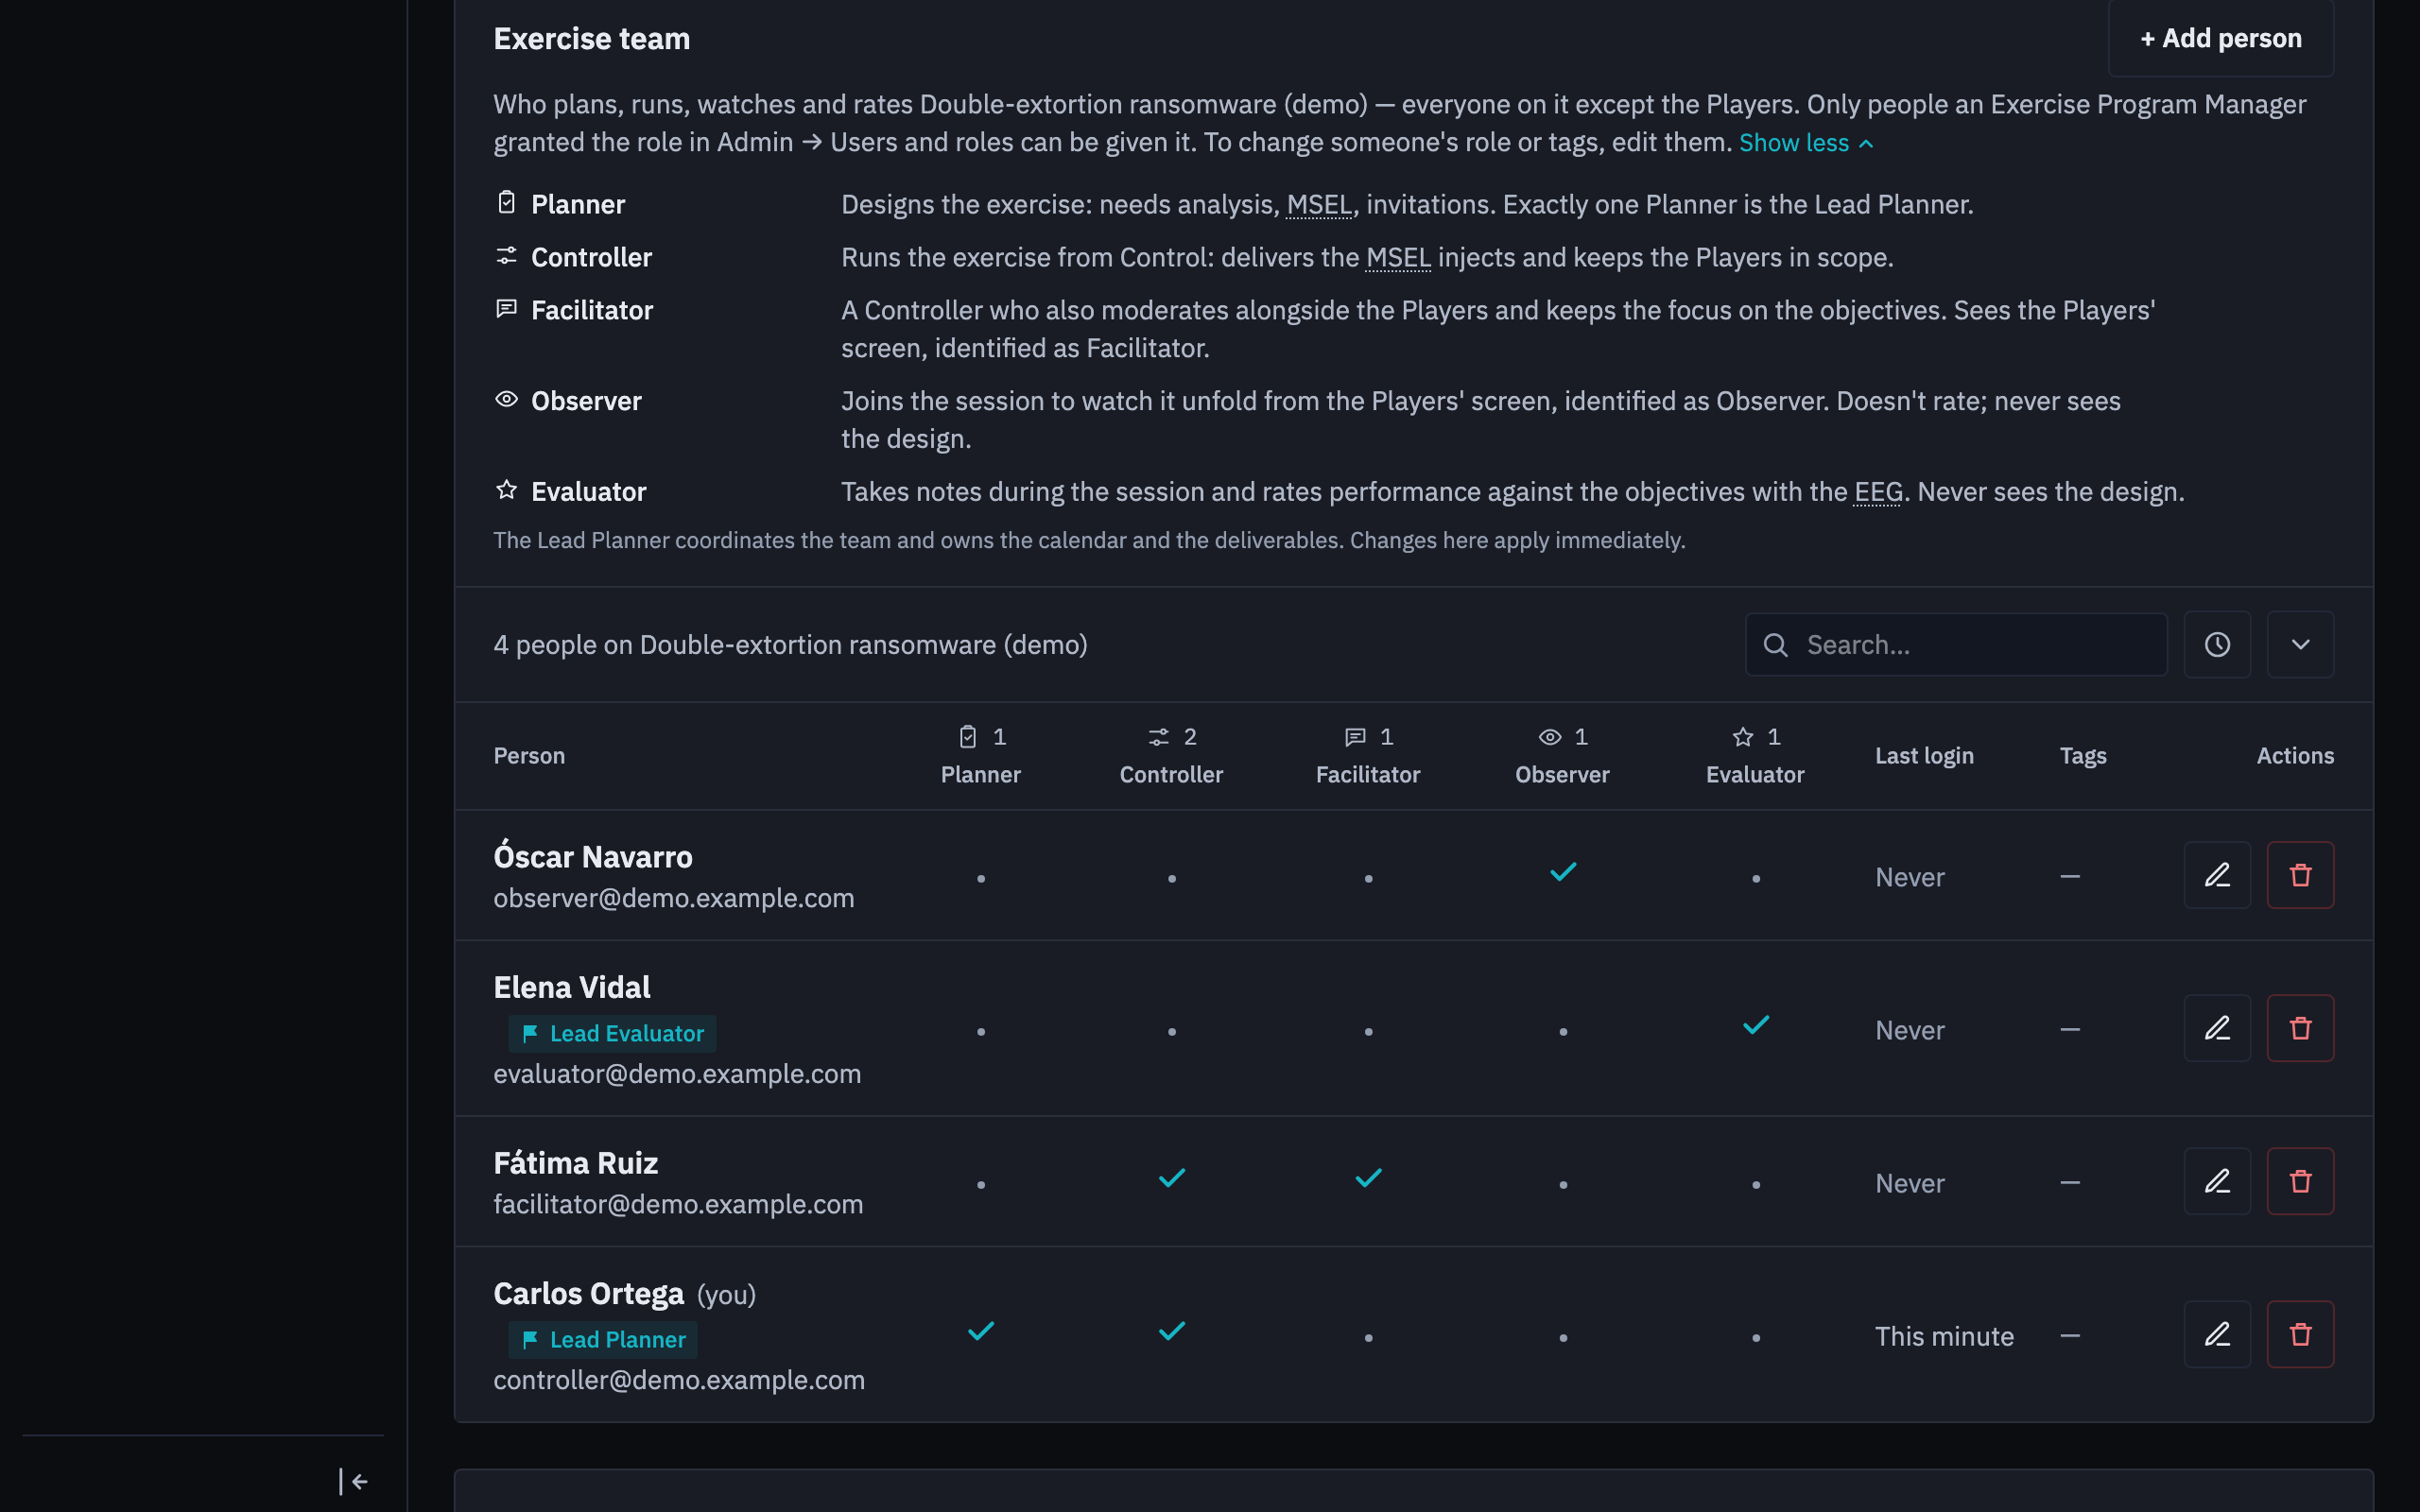 Exercise team
+ Add person
Who plans, runs, watches and rates Double-extortion ransomware (demo) — everyone on it except the Players. Only people an Exercise Program Manager
granted the role in Admin → Users and roles can be given it. To change someone's role or tags, edit them. Show less
Planner
Designs the exercise: needs analysis, MSEL, invitations. Exactly one Planner is the Lead Planner.
Controller
Runs the exercise from Control: delivers the MSEL injects and keeps the Players in scope.
Facilitator
A Controller who also moderates alongside the Players and keeps the focus on the objectives. Sees the Players'
screen, identified as Facilitator.
Observer
Joins the session to watch it unfold from the Players' screen, identified as Observer. Doesn't rate; never sees
the design.
Evaluator
Takes notes during the session and rates performance against the objectives with the EEG. Never sees the design.
The Lead Planner coordinates the team and owns the calendar and the deliverables. Changes here apply immediately.
4 people on Double-extortion ransomware (demo)
Search...
Person
1
Planner
2
Controller
1
Facilitator
1
Observer
1
Evaluator
Last login
Tags
Actions
Óscar Navarro
observer@demo.example.com
Never
—
Elena Vidal
Lead Evaluator
evaluator@demo.example.com
Never
—
Fátima Ruiz
facilitator@demo.example.com
Never
—
Carlos Ortega (you)
Lead Planner
controller@demo.example.com
This minute
—